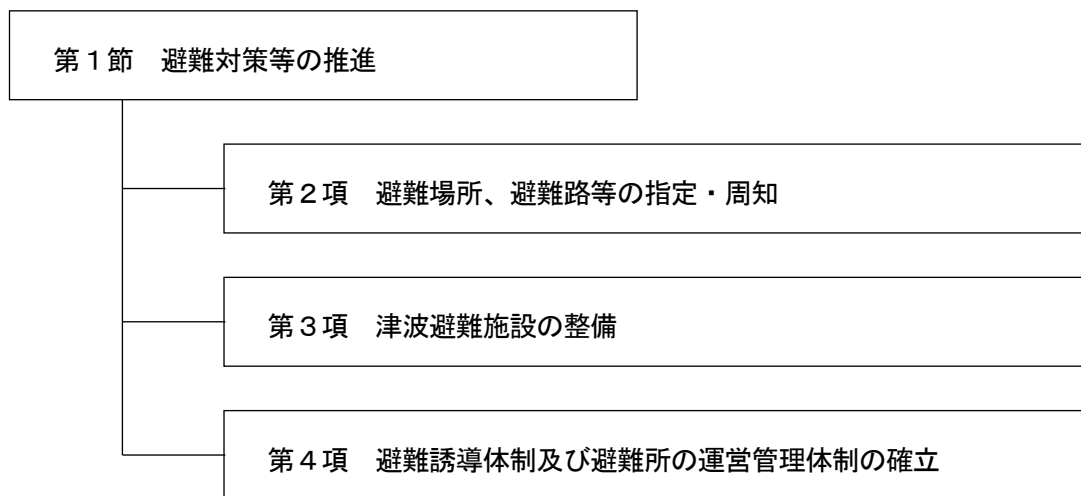 第１節　避難対策等の推進
第２項　避難場所、避難路等の指定・周知
第３項　津波避難施設の整備
第４項　避難誘導体制及び避難所の運営管理体制の確立